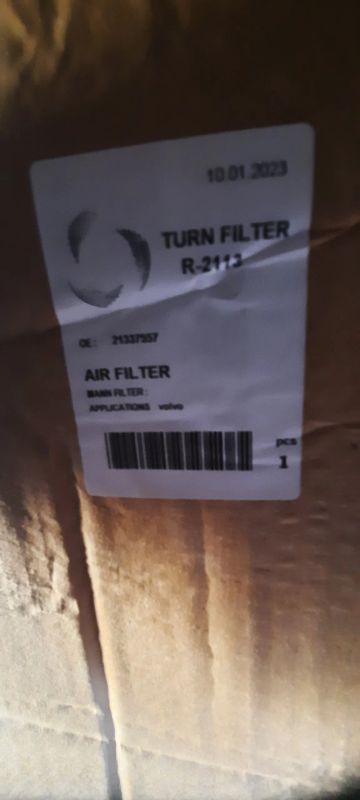 10.01.2023
TURN FILTER
R-2113
OE: 21337557
AIR FILTER
MANN FILTER:
APPLICATIONS volvo
pcs
1